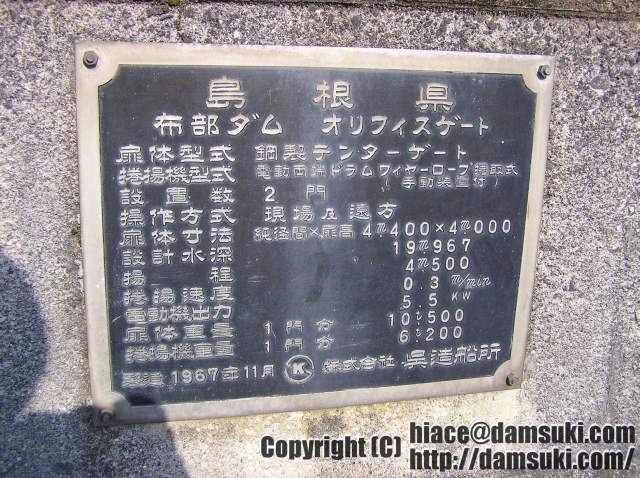 島根県
布部ダム オリフィスゲート
扉体型式 鋼製テンターゲート
捲揚機型式 電動両端ドラムワイヤーロープ捲取式
(手動装置付)
設置数 2門
操作方式 現場及遠方
扉体寸法 純径間×扉高 4m400×4m000
設計水深 19m967
揚程 4m500
捲揚速度 0.3 m/min
電動機出力 5.5 KW
扉体重量 1門分 10t500
捲揚機重量 1門分 6t200
製造 1967年11月 K 株式会社 呉造船所
Copyright (C) hiace@damsuki.com
http://damsuki.com/